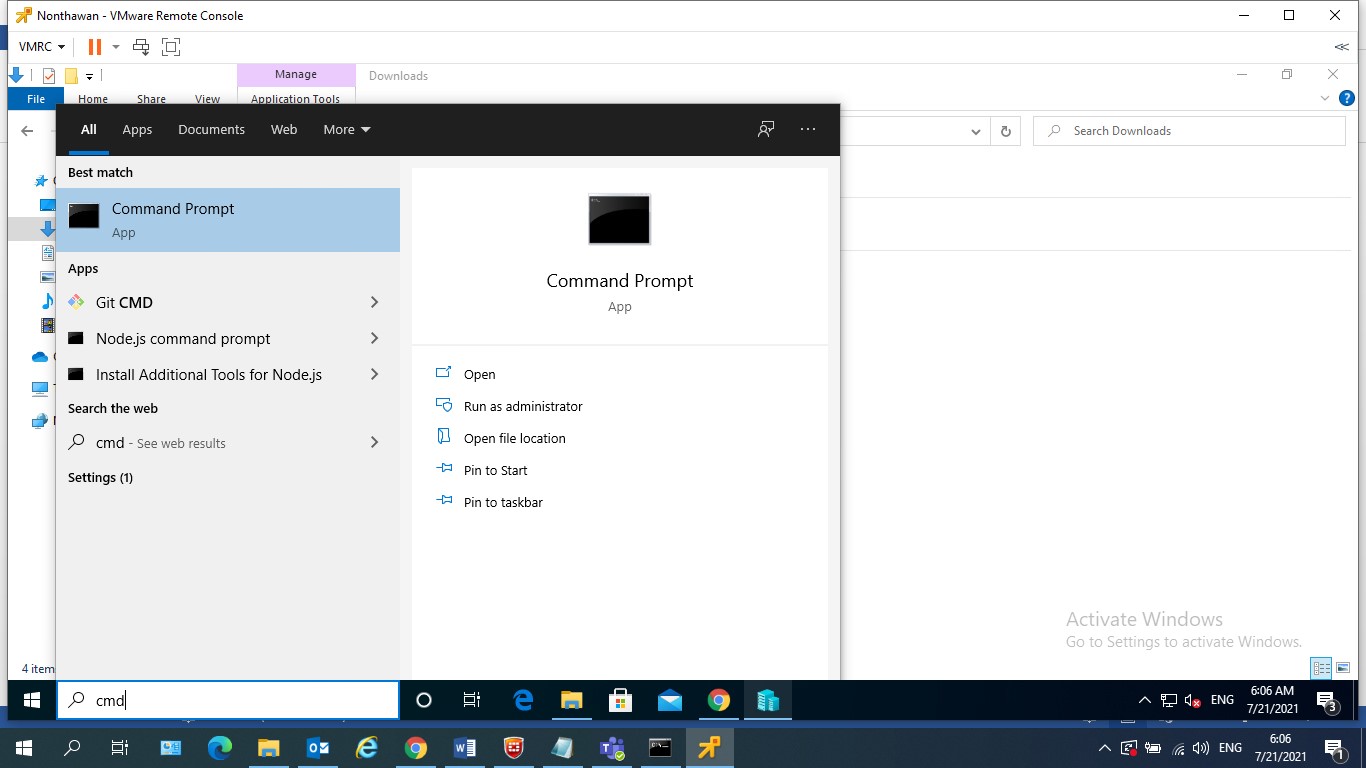 Nonthawan - VMware Remote Console
VMRC
Manage
Downloads
File
Home
Share
View
Application Tools
Search Downloads
All
Apps
Documents
Web
More
Best match
Command Prompt
App
Apps
Git CMD
Node.js command prompt
Install Additional Tools for Node.js
Search the web
cmd - See web results
Settings (1)
Command Prompt
App
Open
Run as administrator
Open file location
Pin to Start
Pin to taskbar
Activate Windows
Go to Settings to activate Windows.
4 item
cmd
ENG
6:06 AM
7/21/2021
3
ENG
6:06
7/21/2021
1